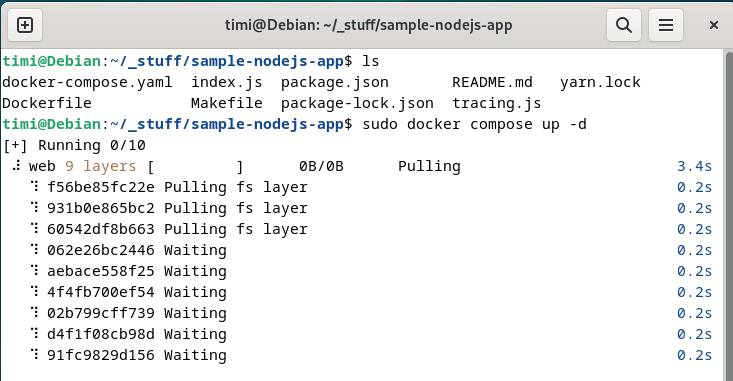 timi@Debian: ~/_stuff/sample-nodejs-app
timi@Debian:~/_stuff/sample-nodejs-app$ ls
docker-compose.yaml  index.js  package.json       README.md   yarn.lock
Dockerfile           Makefile  package-lock.json  tracing.js
timi@Debian:~/_stuff/sample-nodejs-app$ sudo docker compose up -d
[+] Running 0/10
⠼ web 9 layers [         ]      0B/0B      Pulling                        3.4s
⠹ f56be85fc22e Pulling fs layer                                         0.2s
⠹ 931b0e865bc2 Pulling fs layer                                         0.2s
⠹ 60542df8b663 Pulling fs layer                                         0.2s
⠹ 062e26bc2446 Waiting                                                  0.2s
⠹ aebace558f25 Waiting                                                  0.2s
⠹ 4f4fb700ef54 Waiting                                                  0.2s
⠹ 02b799cff739 Waiting                                                  0.2s
⠹ d4f1f08cb98d Waiting                                                  0.2s
⠹ 91fc9829d156 Waiting                                                  0.2s